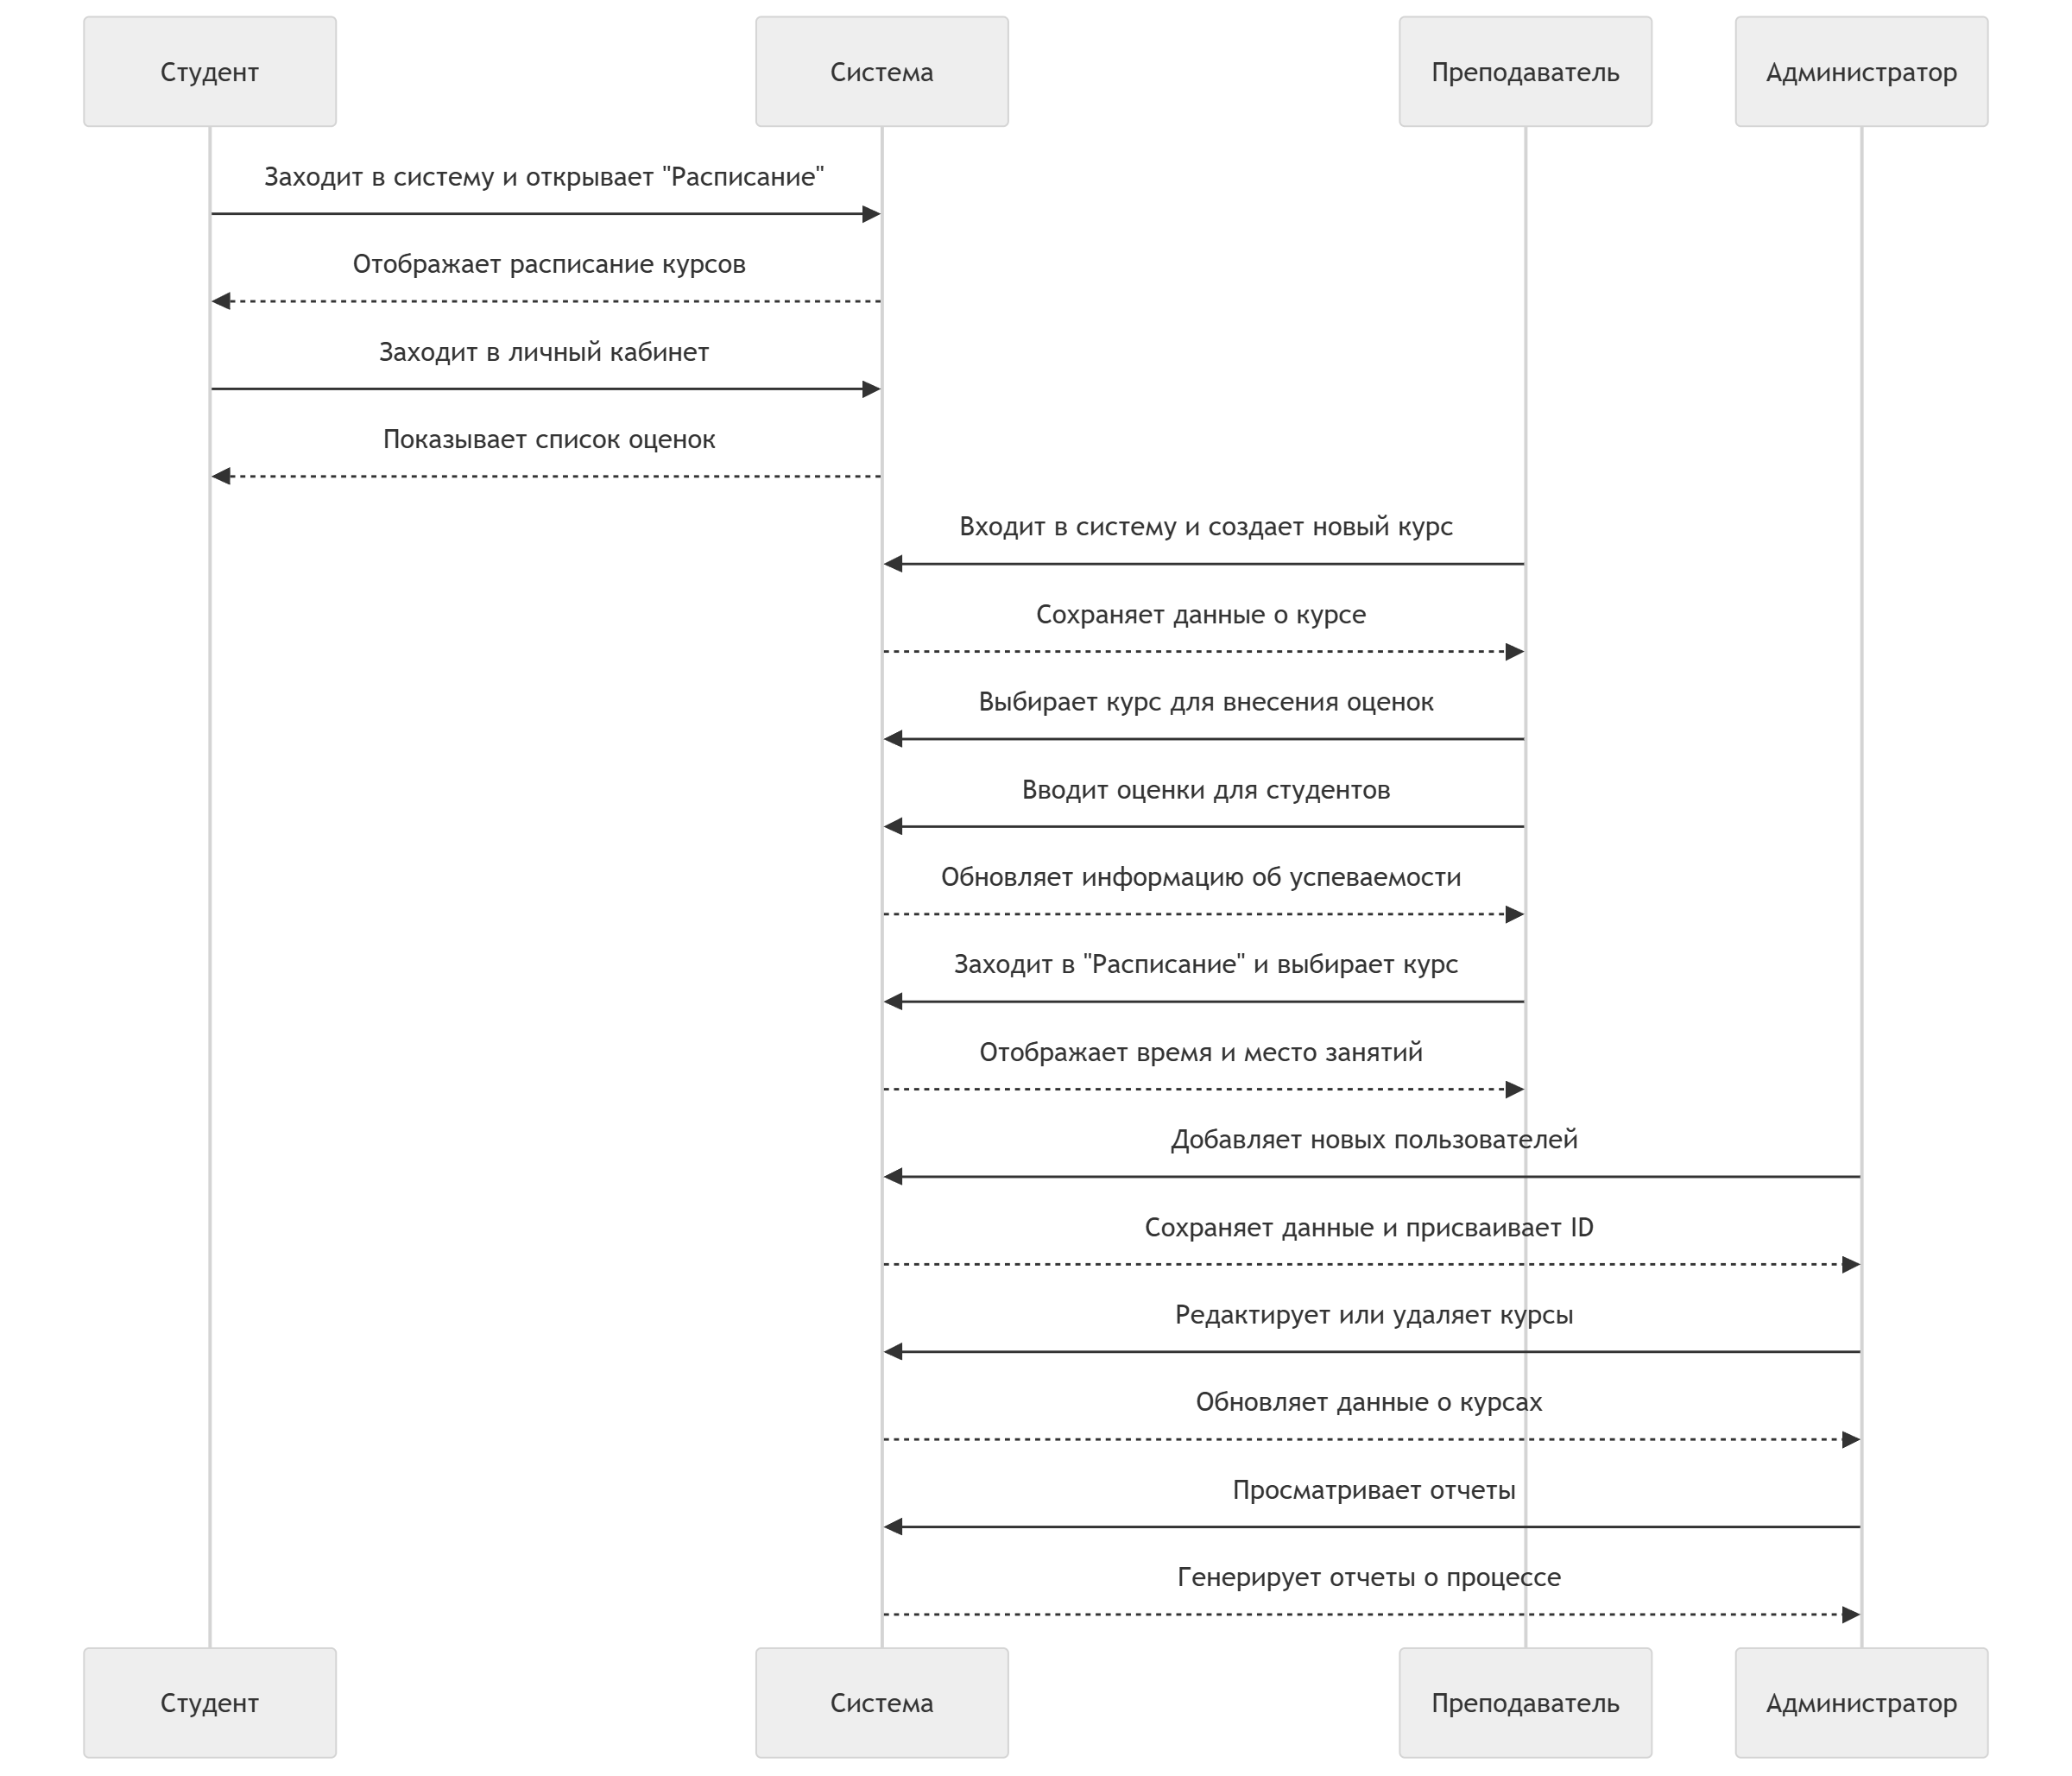 Студент
Система
Преподаватель
Администратор
Заходит в систему и открывает "Расписание"
Отображает расписание курсов
Заходит в личный кабинет
Показывает список оценок
Входит в систему и создает новый курс
Сохраняет данные о курсе
Выбирает курс для внесения оценок
Вводит оценки для студентов
Обновляет информацию об успеваемости
Заходит в "Расписание" и выбирает курс
Отображает время и место занятий
Добавляет новых пользователей
Сохраняет данные и присваивает ID
Редактирует или удаляет курсы
Обновляет данные о курсах
Просматривает отчеты
Генерирует отчеты о процессе
Студент
Система
Преподаватель
Администратор